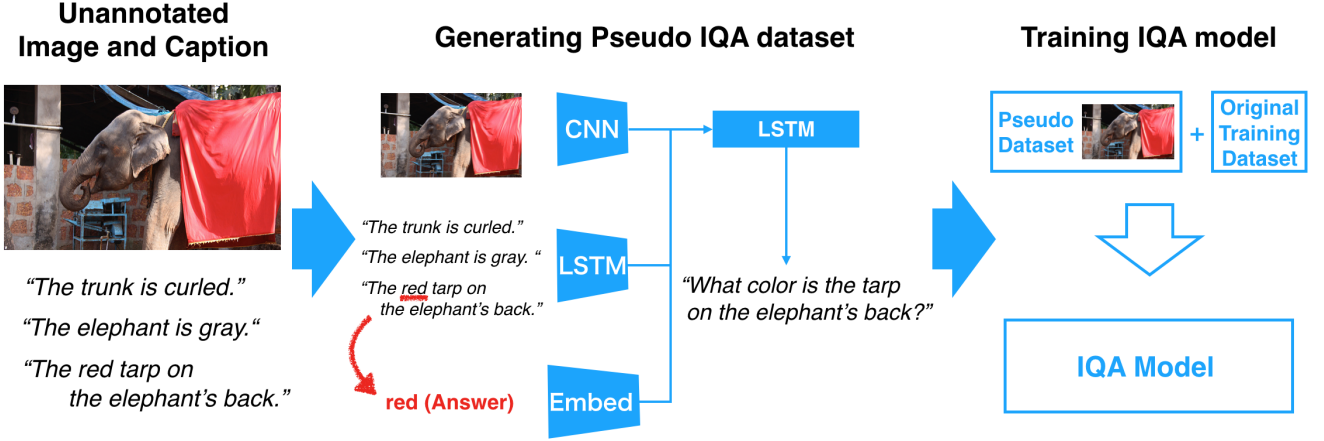 Unannotated
Image and Caption
“The trunk is curled.”
“The elephant is gray.“
“The red tarp on
the elephant’s back.”
Generating Pseudo IQA dataset
“The trunk is curled.”
“The elephant is gray. “
“The red tarp on
the elephant’s back.”
red (Answer)
CNN
LSTM
Embed
LSTM
“What color is the tarp
on the elephant’s back?”
Training IQA model
Pseudo
Dataset
+
Original
Training
Dataset
IQA Model